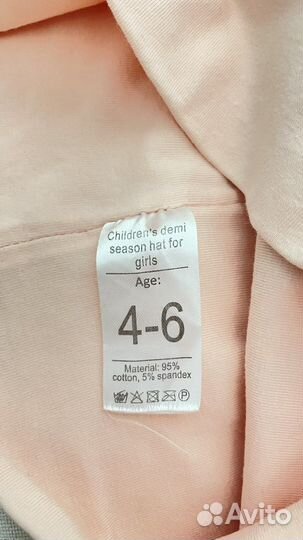 Children's demi
season hat for
girls
Age:
4-6
Material: 95%
cotton, 5% spandex
P
Avito